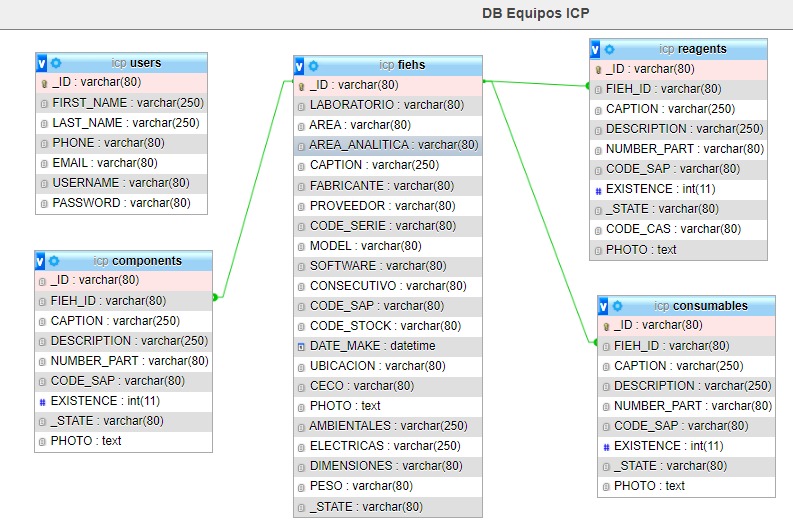 DB Equipos ICP
icp users
_ID : varchar(80)
FIRST_NAME : varchar(250)
LAST_NAME : varchar(250)
PHONE : varchar(80)
EMAIL : varchar(80)
USERNAME : varchar(80)
PASSWORD : varchar(80)
icp components
_ID : varchar(80)
FIEH_ID : varchar(80)
CAPTION : varchar(250)
DESCRIPTION : varchar(250)
NUMBER_PART : varchar(80)
CODE_SAP : varchar(80)
# EXISTENCE : int(11)
_STATE : varchar(80)
PHOTO : text
icp fiehs
_ID : varchar(80)
LABORATORIO : varchar(80)
AREA : varchar(80)
AREA_ANALITICA : varchar(80)
CAPTION : varchar(250)
FABRICANTE : varchar(80)
PROVEEDOR : varchar(80)
CODE_SERIE : varchar(80)
MODEL : varchar(80)
SOFTWARE : varchar(80)
CONSECUTIVO : varchar(80)
CODE_SAP : varchar(80)
CODE_STOCK : varchar(80)
DATE_MAKE : datetime
UBICACION : varchar(80)
CECO : varchar(80)
PHOTO : text
AMBIENTALES : varchar(250)
ELECTRICAS : varchar(250)
DIMENSIONES : varchar(80)
PESO : varchar(80)
_STATE : varchar(80)
icp reagents
_ID : varchar(80)
FIEH_ID : varchar(80)
CAPTION : varchar(250)
DESCRIPTION : varchar(250)
NUMBER_PART : varchar(80)
CODE_SAP : varchar(80)
# EXISTENCE : int(11)
_STATE : varchar(80)
CODE_CAS : varchar(80)
PHOTO : text
icp consumables
_ID : varchar(80)
FIEH_ID : varchar(80)
CAPTION : varchar(250)
DESCRIPTION : varchar(250)
NUMBER_PART : varchar(80)
CODE_SAP : varchar(80)
# EXISTENCE : int(11)
_STATE : varchar(80)
PHOTO : text